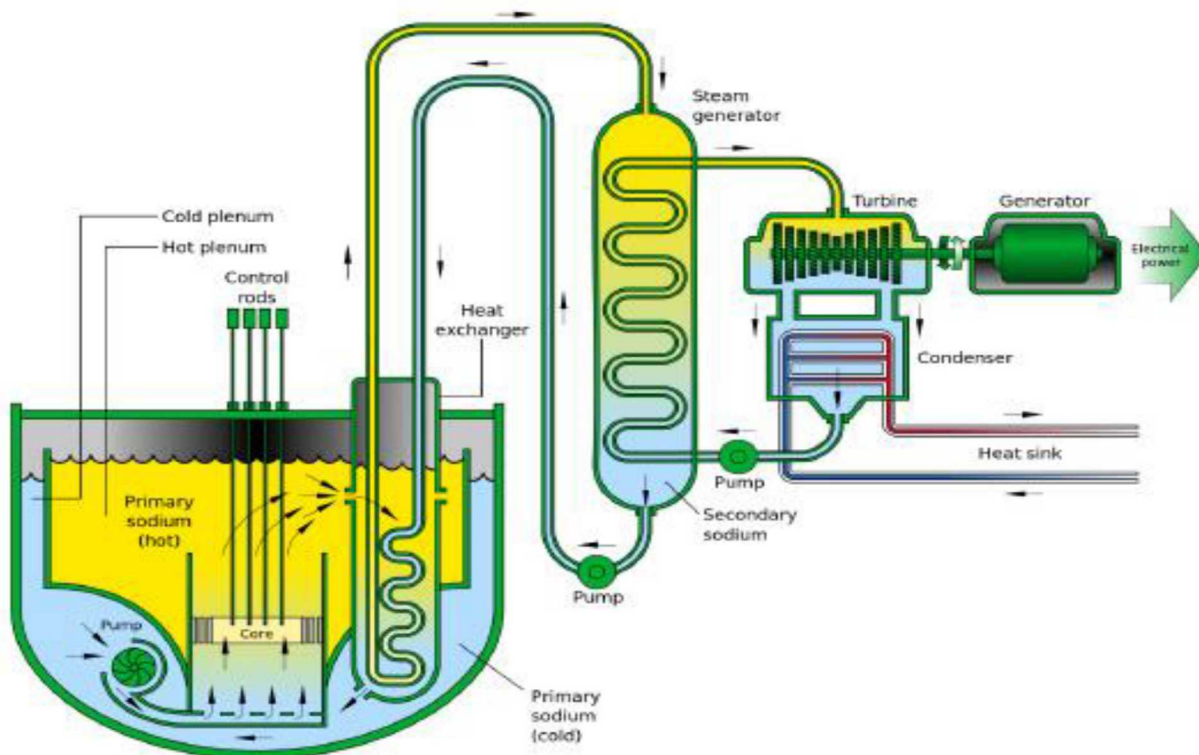 Steam
generator
Cold plenum
Hot plenum
Control
rods
Heat
exchanger
Turbine
Generator
Electrical
power
Condenser
Heat sink
Pump
Secondary
sodium
Pump
Primary
sodium
(hot)
Pump
Core
Primary
sodium
(cold)